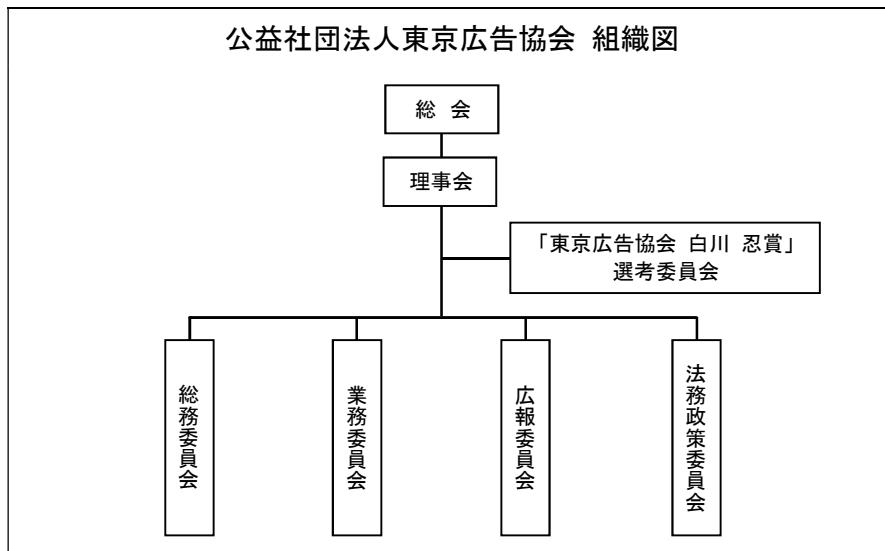 公益社団法人東京広告協会 組織図
総 会
理事会
「東京広告協会 白川 忍賞」
選考委員会
総務委員会
業務委員会
広報委員会
法務政策委員会